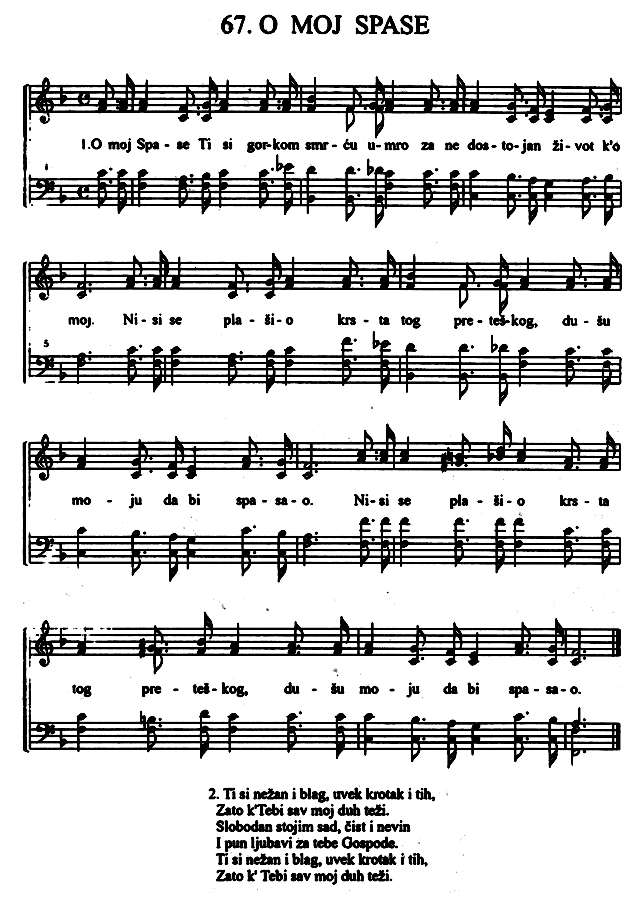 67. O MOJ SPASE
1.O moj Spa - se Ti si gor-kom smr - ću u-mro za ne dos-to-jan ži-vot k'o
moj. Ni-si se pla-ši-o krs-ta tog pre-teš-kog, du-šu
5
mo - ju da bi spa-sa-o. Ni-si se pla-ši-o krs-ta
tog pre-teš-kog, du-šu mo-ju da bi spa-sa-o.
2. Ti si nežan i blag, uvek krotak i tih,
Zato k'Tebi sav moj duh teži.
Slobodan stojim sad, čist i nevin
I pun ljubavi za tebe Gospode.
Ti si nežan i blag, uvek krotak i tih,
Zato k' Tebi sav moj duh teži.